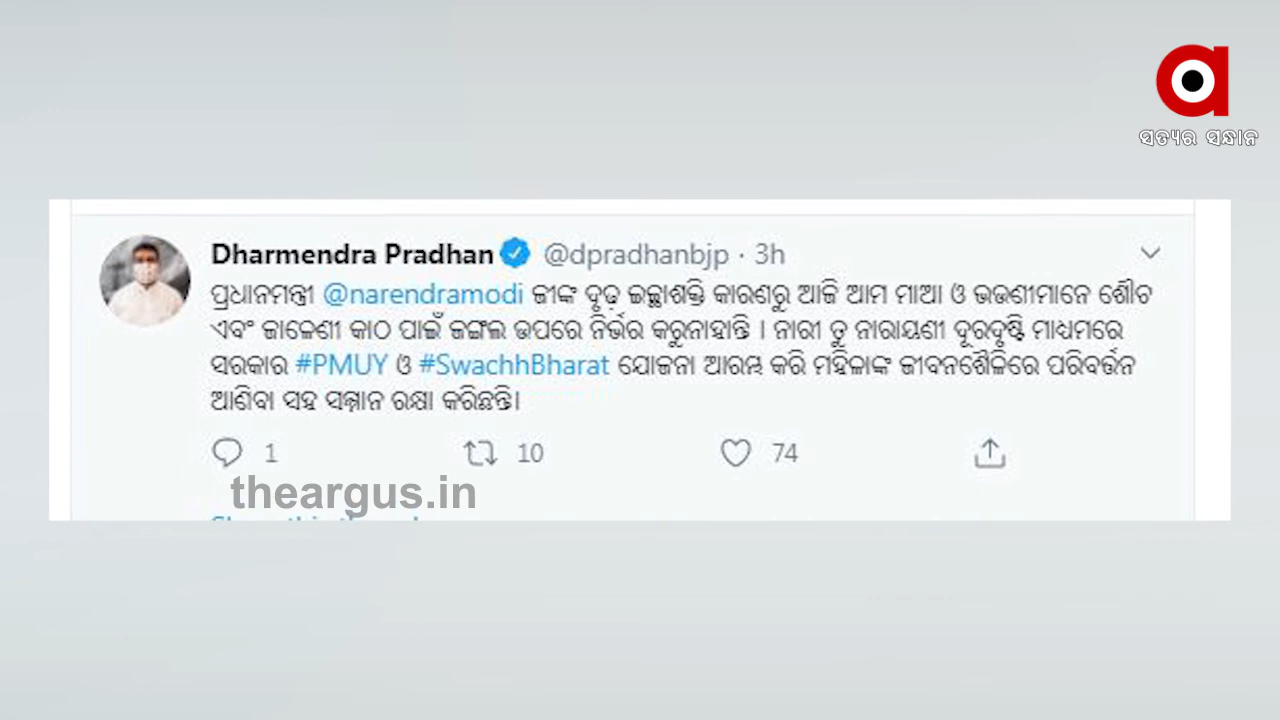 ସତ୍ୟର ସନ୍ଧାନ
Dharmendra Pradhan @dpradhanbjp · 3h
ପ୍ରଧାନମନ୍ତ୍ରୀ @narendramodi ଜୀଙ୍କ ଦୃଢ଼ ଇଚ୍ଛାଶକ୍ତି କାରଣରୁ ଆଜି ଆମ ମାଆ ଓ ଭଉଣୀମାନେ ଶୌଚ
ଏବଂ ଜାଳେଣୀ କାଠ ପାଇଁ ଜଙ୍ଗଲ ଉପରେ ନିର୍ଭର କରୁନାହାନ୍ତି । ନାରୀ ତୁ ନାରାୟଣୀ ଦୂରଦୃଷ୍ଟି ମାଧ୍ୟମରେ
ସରକାର #PMUY ଓ #SwachhBharat ଯୋଜନା ଆରମ୍ଭ କରି ମହିଳାଙ୍କ ଜୀବନଶୈଳିରେ ପରିବର୍ତ୍ତନ
ଆଣିବା ସହ ସମ୍ମାନ ରକ୍ଷା କରିଛନ୍ତି।
1 10 74
theargus.in